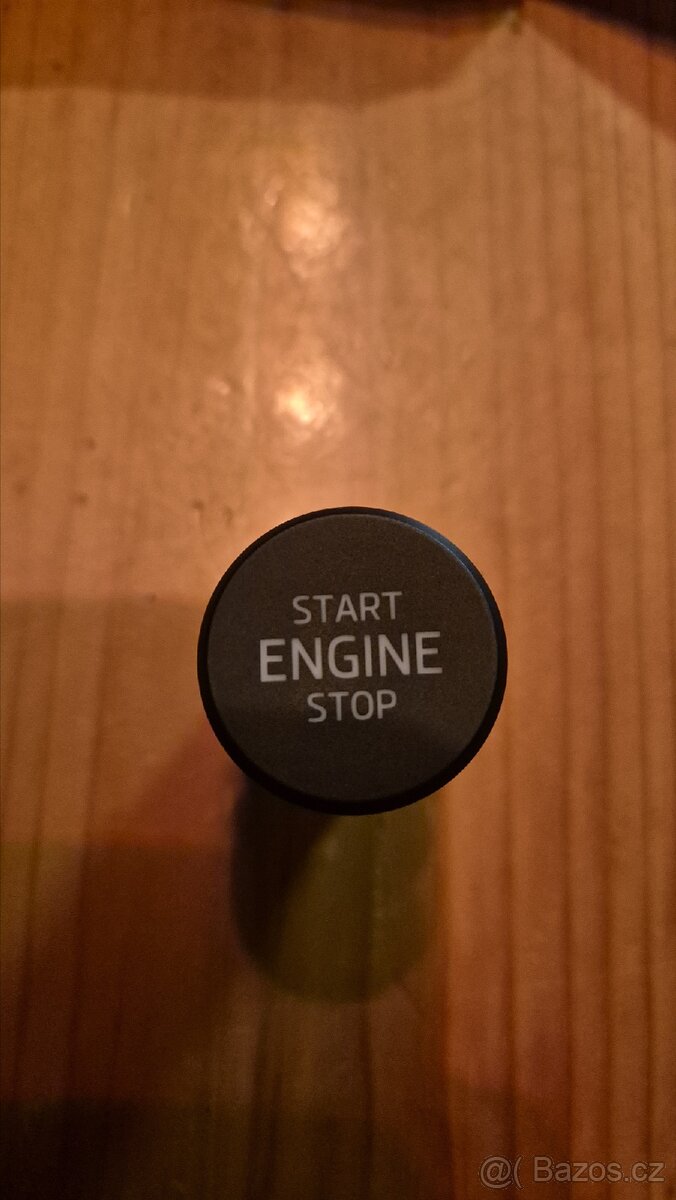 START
ENGINE
STOP
@( Bazos.cz